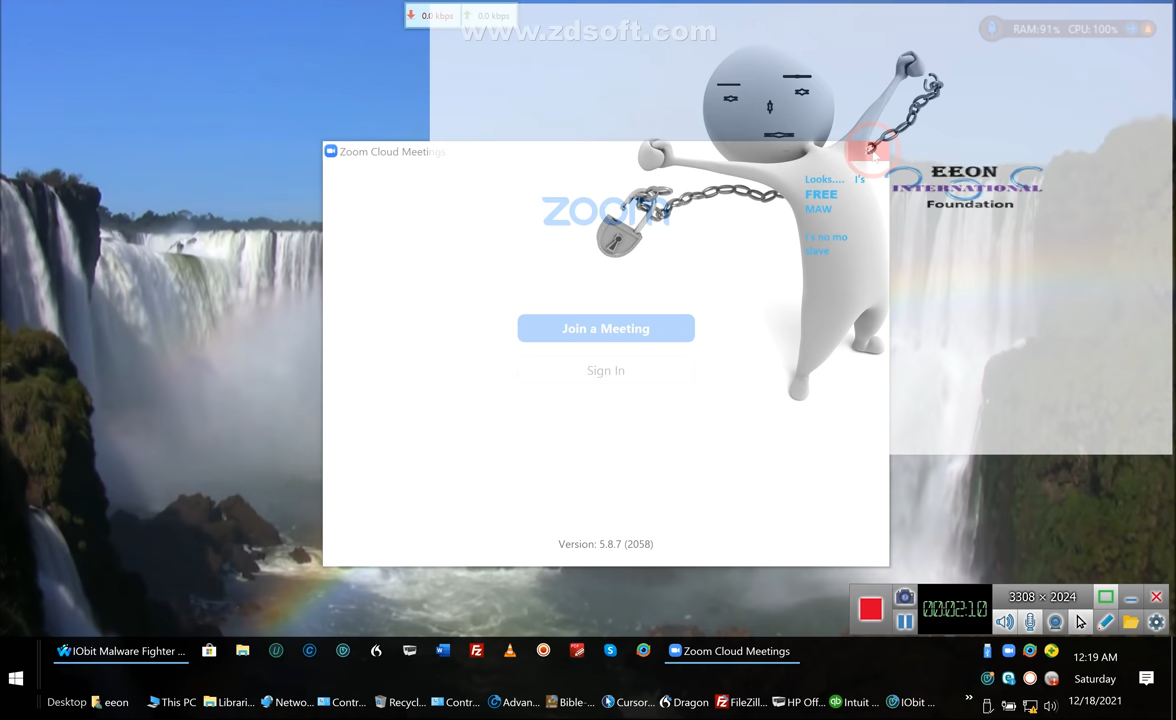 0.0 kbps 0.0 kbps
www.zdsoft.com
RAM:91% CPU:100%
Zoom Cloud Meetings
zoom
Looks.... I's
FREE
MAW
I's no mo
slave
EEON
INTERNATIONAL
Foundation
Join a Meeting
Sign In
Version: 5.8.7 (2058)
3308 × 2024
00:02:10
IObit Malware Fighter ...
Zoom Cloud Meetings
12:19 AM
Saturday
12/18/2021
Desktop eeon This PC Librari... Networ... Contr... Recycl... Contr... Advan... Bible-... Cursor... Dragon FileZill... HP Off... Intuit ... IObit ... »